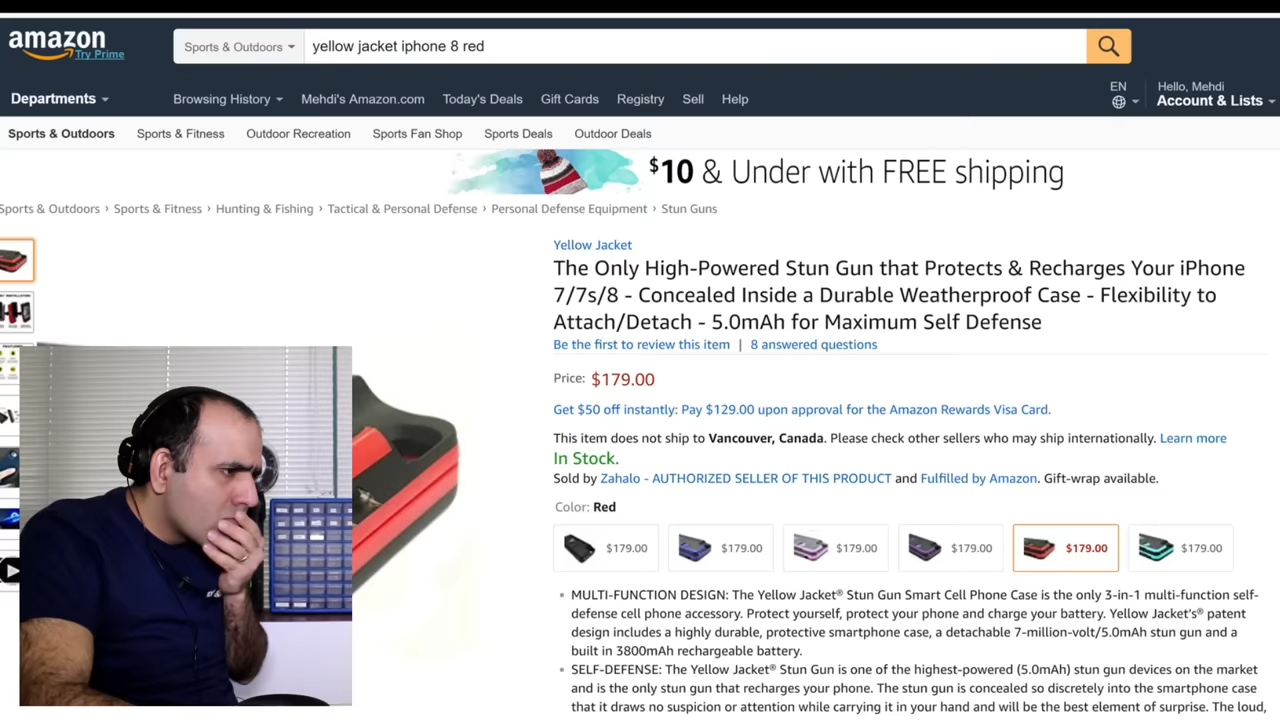 amazon
Try Prime
Sports & Outdoors
yellow jacket iphone 8 red
Departments
Browsing History
Mehdi's Amazon.com
Today's Deals
Gift Cards
Registry
Sell
Help
EN
Hello, Mehdi
Account & Lists
Sports & Outdoors
Sports & Fitness
Outdoor Recreation
Sports Fan Shop
Sports Deals
Outdoor Deals
$10 & Under with FREE shipping
Sports & Outdoors › Sports & Fitness › Hunting & Fishing › Tactical & Personal Defense › Personal Defense Equipment › Stun Guns
Yellow Jacket
The Only High-Powered Stun Gun that Protects & Recharges Your iPhone
7/7s/8 - Concealed Inside a Durable Weatherproof Case - Flexibility to
Attach/Detach - 5.0mAh for Maximum Self Defense
Be the first to review this item | 8 answered questions
Price: $179.00
Get $50 off instantly: Pay $129.00 upon approval for the Amazon Rewards Visa Card.
This item does not ship to Vancouver, Canada. Please check other sellers who may ship internationally. Learn more
In Stock.
Sold by Zahalo - AUTHORIZED SELLER OF THIS PRODUCT and Fulfilled by Amazon. Gift-wrap available.
Color: Red
$179.00
$179.00
$179.00
$179.00
$179.00
$179.00
• MULTI-FUNCTION DESIGN: The Yellow Jacket® Stun Gun Smart Cell Phone Case is the only 3-in-1 multi-function self-
defense cell phone accessory. Protect yourself, protect your phone and charge your battery. Yellow Jacket's® patent
design includes a highly durable, protective smartphone case, a detachable 7-million-volt/5.0mAh stun gun and a
built in 3800mAh rechargeable battery.
• SELF-DEFENSE: The Yellow Jacket® Stun Gun is one of the highest-powered (5.0mAh) stun gun devices on the market
and is the only stun gun that recharges your phone. The stun gun is concealed so discretely into the smartphone case
that it draws no suspicion or attention while carrying it in your hand and will be the best element of surprise. The loud,